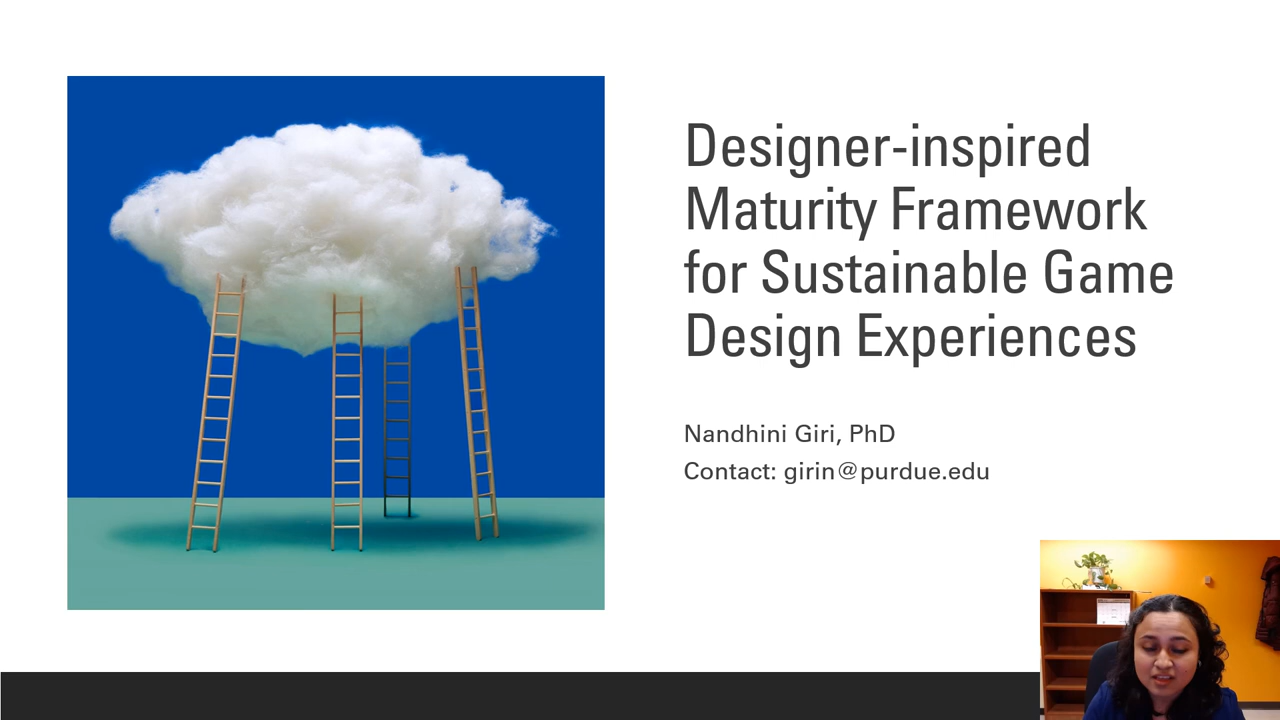 Designer-inspired
Maturity Framework
for Sustainable Game
Design Experiences
Nandhini Giri, PhD
Contact: girin@purdue.edu